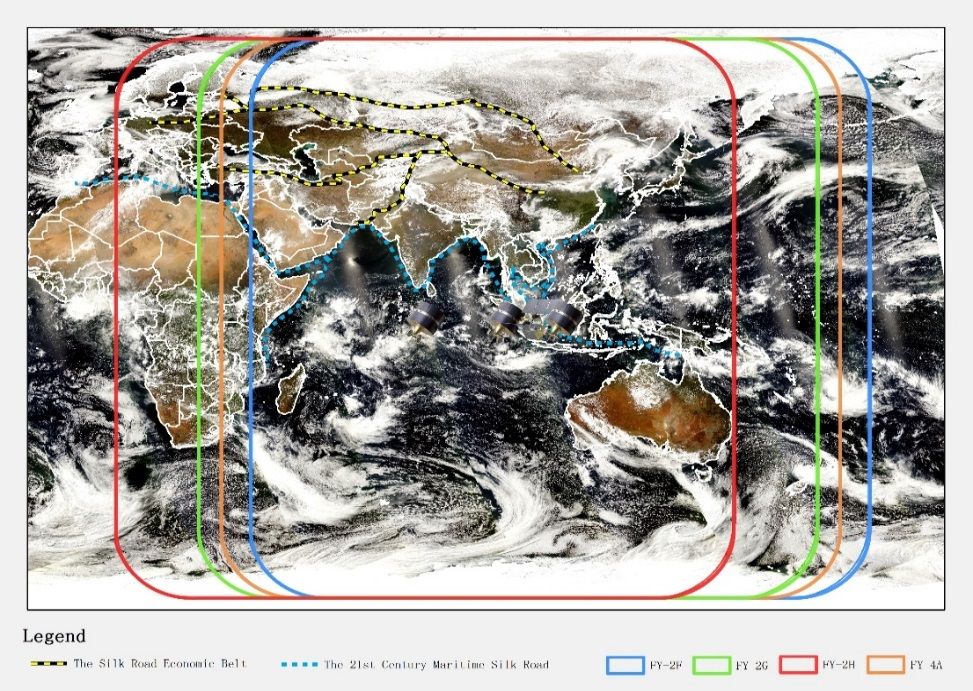 Legend
The Silk Road Economic Belt The 21st Century Maritime Silk Road FY-2F FY 2G FY-2H FY 4A